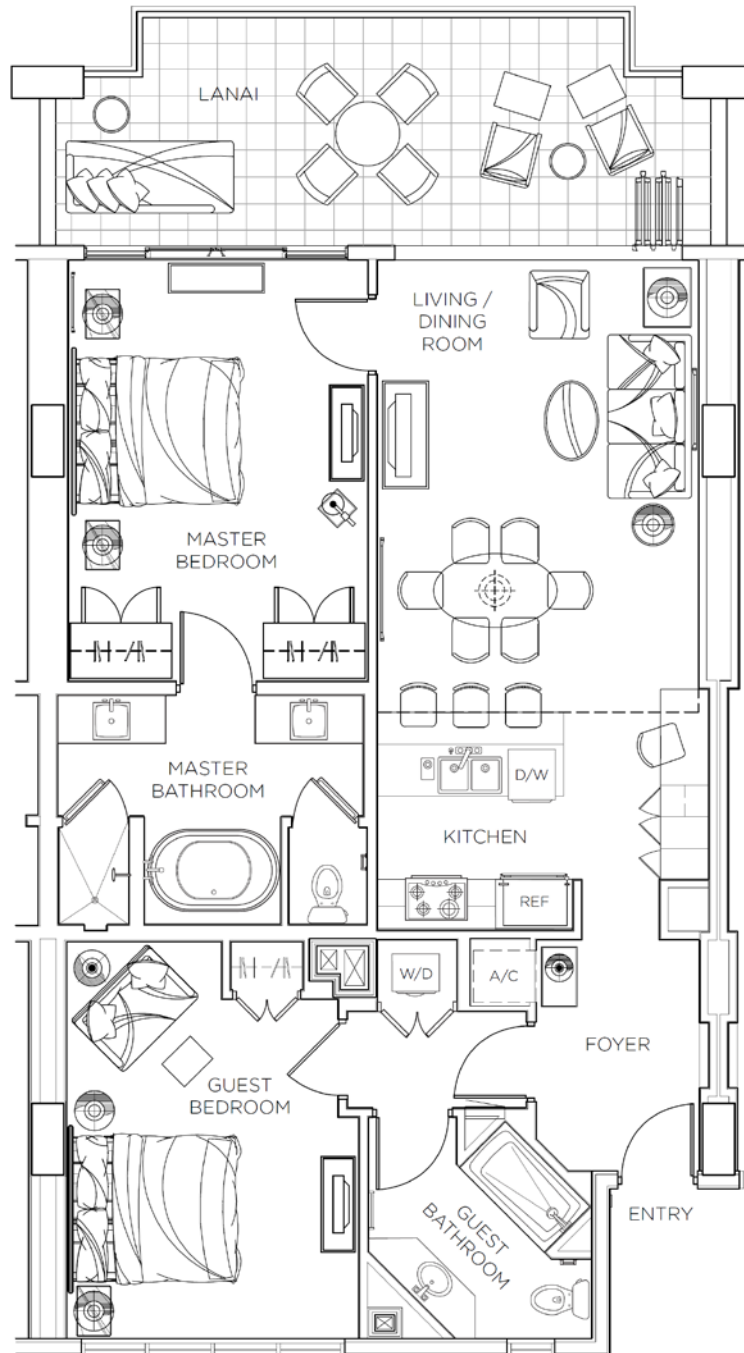 LANAI
LIVING /
DINING
ROOM
MASTER
BEDROOM
MASTER
BATHROOM
D/W
KITCHEN
REF
W/D
A/C
FOYER
GUEST
BEDROOM
GUEST
BATHROOM
ENTRY